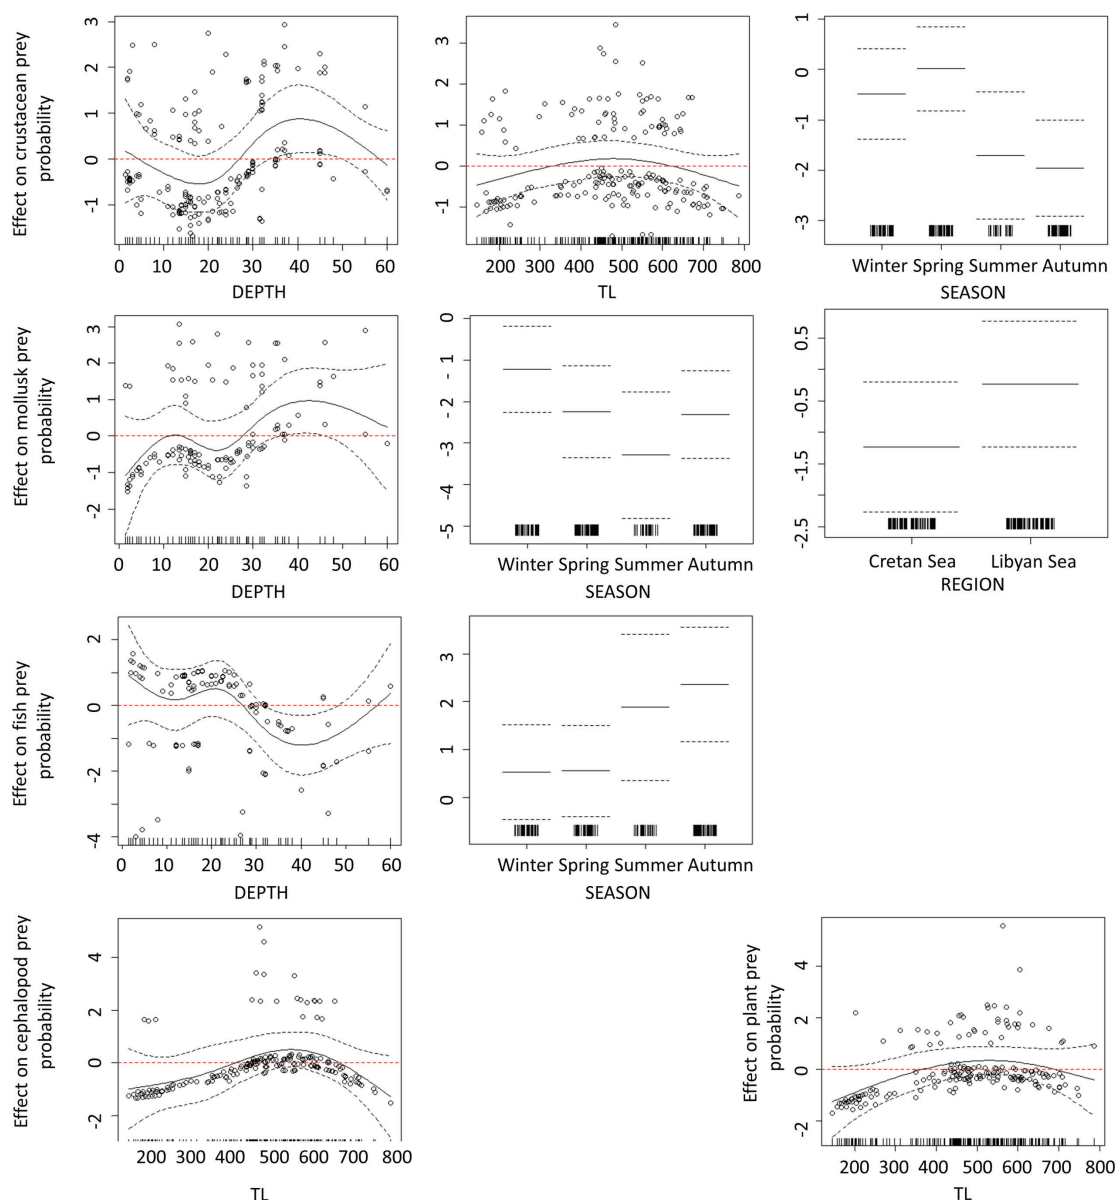 Effect on crustacean prey
probability
3
2
1
0
-1
0 10 20 30 40 50 60
DEPTH
3
2
1
0
-1
200 300 400 500 600 700 800
TL
1
0
-1
-2
-3
Winter Spring Summer Autumn
SEASON
Effect on mollusk prey
probability
3
2
1
0
-1
-2
0 10 20 30 40 50 60
DEPTH
0
- 1
-2
-3
-4
-5
Winter Spring Summer Autumn
SEASON
0.5
-0.5
-1.5
-2.5
Cretan Sea Libyan Sea
REGION
Effect on fish prey
probability
2
0
-2
-4
0 10 20 30 40 50 60
DEPTH
3
2
1
0
Winter Spring Summer Autumn
SEASON
Effect on cephalopod prey
probability
4
2
0
-2
200 300 400 500 600 700 800
TL
Effect on plant prey
probability
4
2
0
-2
200 300 400 500 600 700 800
TL